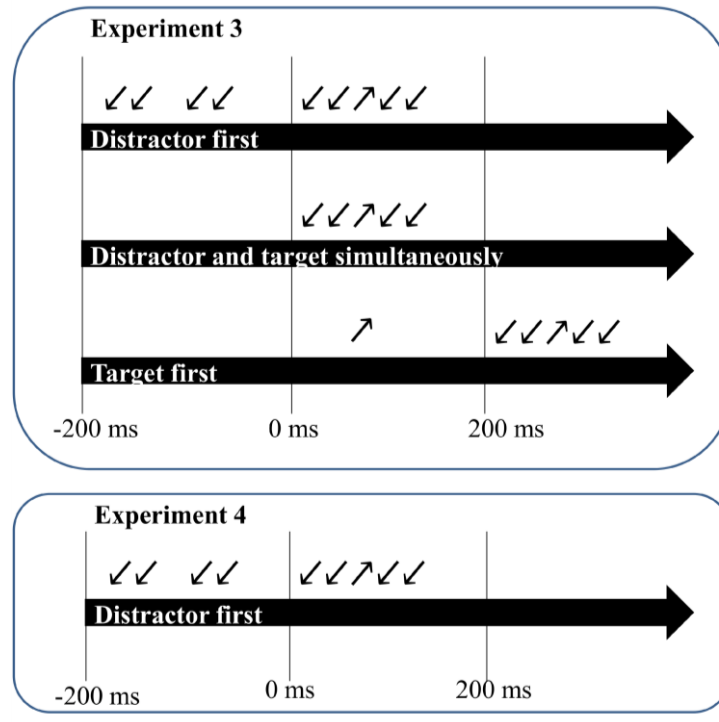 Experiment 3
Distractor first
Distractor and target simultaneously
Target first
-200 ms 0 ms 200 ms
Experiment 4
Distractor first
-200 ms 0 ms 200 ms